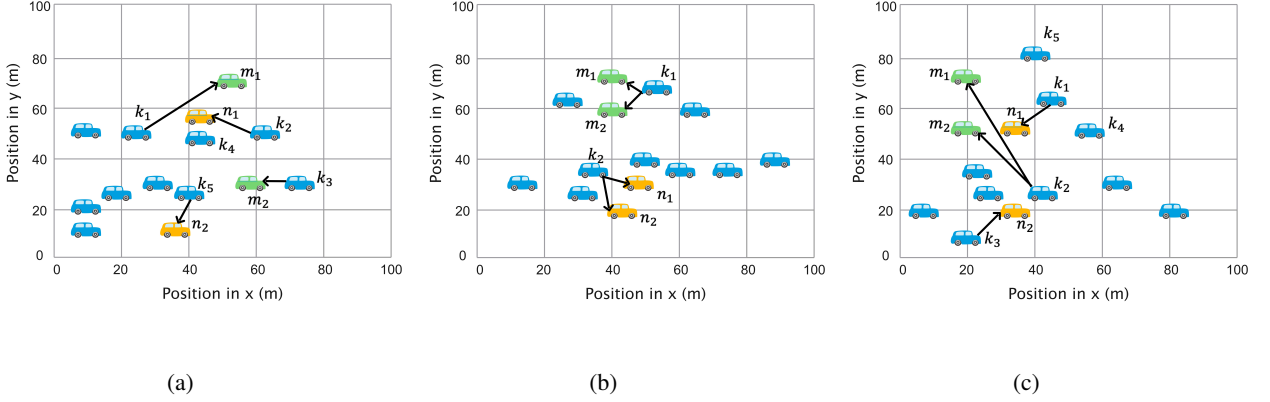 100
80
60
40
20
0
0 20 40 60 80 100
Position in y (m)
Position in x (m)
m₁
k₁
n₁
k₂
k₄
k₅
k₃
m₂
n₂
(a)
100
80
60
40
20
0
0 20 40 60 80 100
Position in y (m)
Position in x (m)
m₁
k₁
m₂
k₂
n₁
n₂
(b)
100
80
60
40
20
0
0 20 40 60 80 100
Position in y (m)
Position in x (m)
k₅
m₁
k₁
n₁
m₂
k₄
k₂
n₂
k₃
(c)